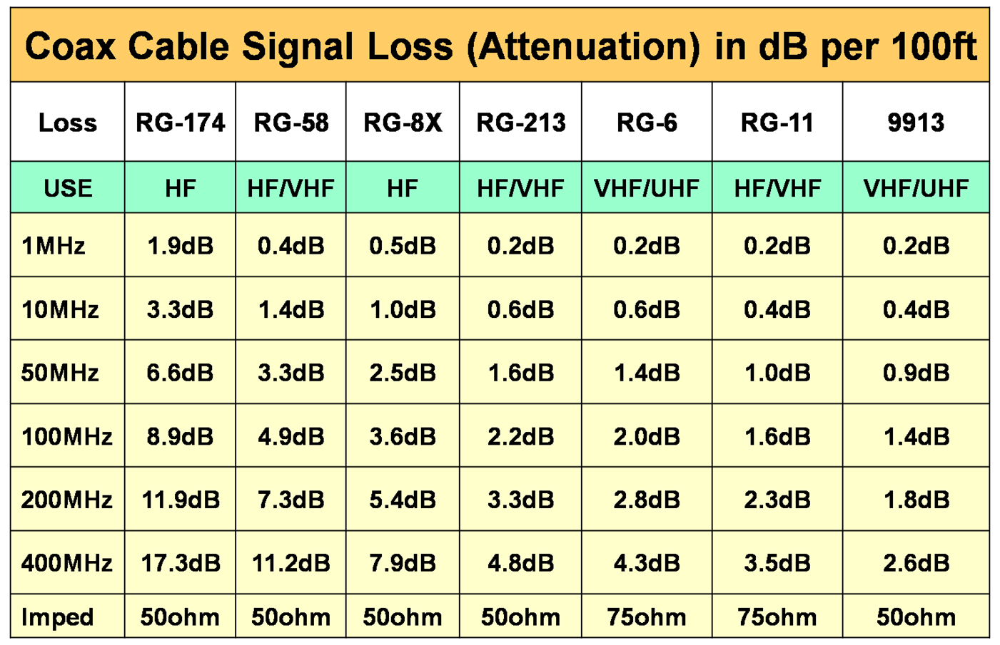 Coax Cable Signal Loss (Attenuation) in dB per 100ft
Loss RG-174 RG-58 RG-8X RG-213 RG-6 RG-11 9913
USE HF HF/VHF HF HF/VHF VHF/UHF HF/VHF VHF/UHF
1MHz 1.9dB 0.4dB 0.5dB 0.2dB 0.2dB 0.2dB 0.2dB
10MHz 3.3dB 1.4dB 1.0dB 0.6dB 0.6dB 0.4dB 0.4dB
50MHz 6.6dB 3.3dB 2.5dB 1.6dB 1.4dB 1.0dB 0.9dB
100MHz 8.9dB 4.9dB 3.6dB 2.2dB 2.0dB 1.6dB 1.4dB
200MHz 11.9dB 7.3dB 5.4dB 3.3dB 2.8dB 2.3dB 1.8dB
400MHz 17.3dB 11.2dB 7.9dB 4.8dB 4.3dB 3.5dB 2.6dB
Imped 50ohm 50ohm 50ohm 50ohm 75ohm 75ohm 50ohm